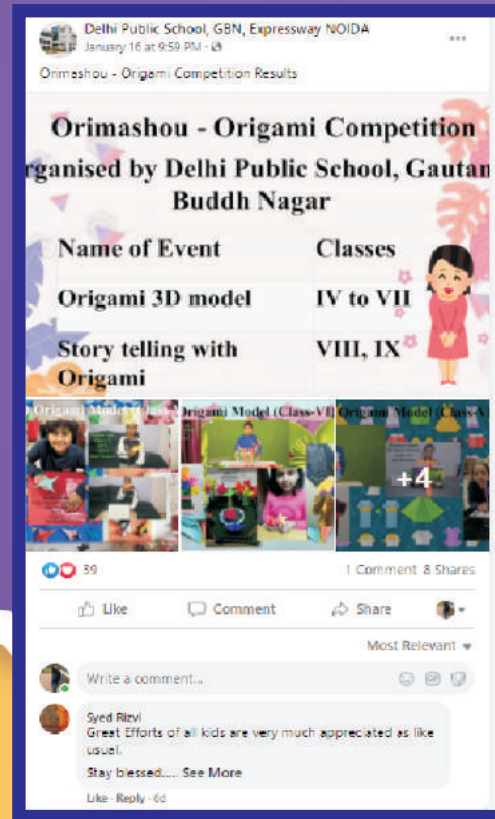 Delhi Public School, GBN, Expressway NOIDA
January 16 at 9:59 PM ·
Orimashou - Origami Competition Results
Orimashou - Origami Competition
rganised by Delhi Public School, Gautan
Buddh Nagar
Name of Event Classes
Origami 3D model IV to VII
Story telling with VIII, IX
Origami
Origami Model (Class-V
Origami Model (Class-VI
Origami Model (Class-V
+4
39 1 Comment 8 Shares
Like Comment Share
Most Relevant
Write a comment...
Syed Rizvi
Great Efforts of all kids are very much appreciated as like
usual.
Stay blessed..... See More
Like · Reply · 6d